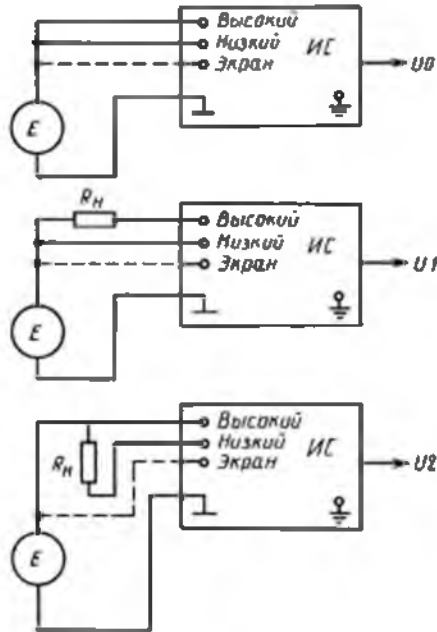 Высокий
Низкий
Экран
ИС
U0
E
Rн
Высокий
Низкий
Экран
ИС
U1
E
Высокий
Низкий
Экран
ИС
U2
Rн
E